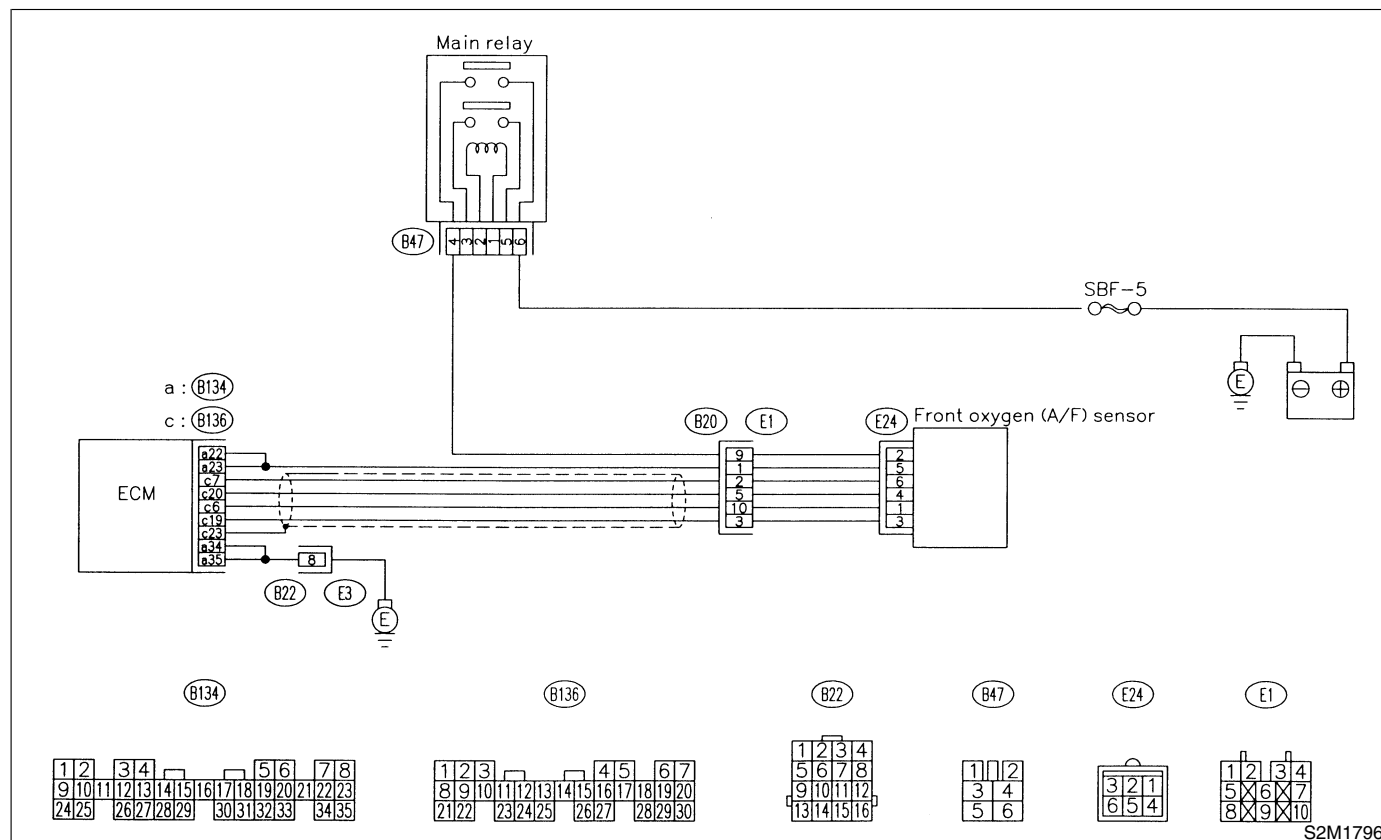 Main relay
B47
4 3 2 1 5 6
SBF-5
E
⊖ ⊕
a : B134
c : B136
B20 E1 E24 Front oxygen (A/F) sensor
ECM
a22
a23
c7
c20
c6
c19
c23
a34
a35
9
1
2
5
10
3
2
5
6
4
1
3
8
B22 E3
E
B134 B136 B22 B47 E24 E1
1 2 3 4 5 6 7 8
9 10 11 12 13 14 15 16 17 18 19 20 21 22 23
24 25 26 27 28 29 30 31 32 33 34 35
1 2 3 4 5 6 7
8 9 10 11 12 13 14 15 16 17 18 19 20
21 22 23 24 25 26 27 28 29 30
1 2 3 4
5 6 7 8
9 10 11 12
13 14 15 16
1 2
3 4
5 6
3 2 1
6 5 4
1 2 3 4
5 6 7
8 9 10
S2M1796